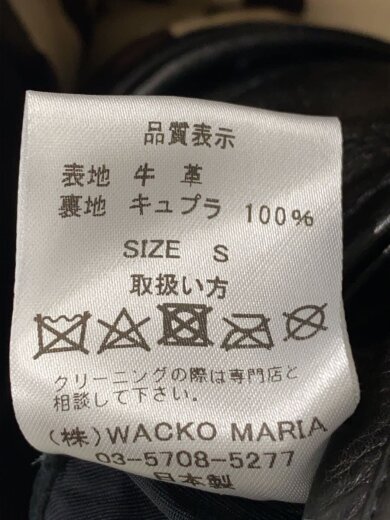 品質表示
表地 牛 革
裏地 キュプラ 100%
SIZE S
取扱い方
クリーニングの際は専門店と
相談して下さい。
(株)WACKO MARIA
03-5708-5277
日本製